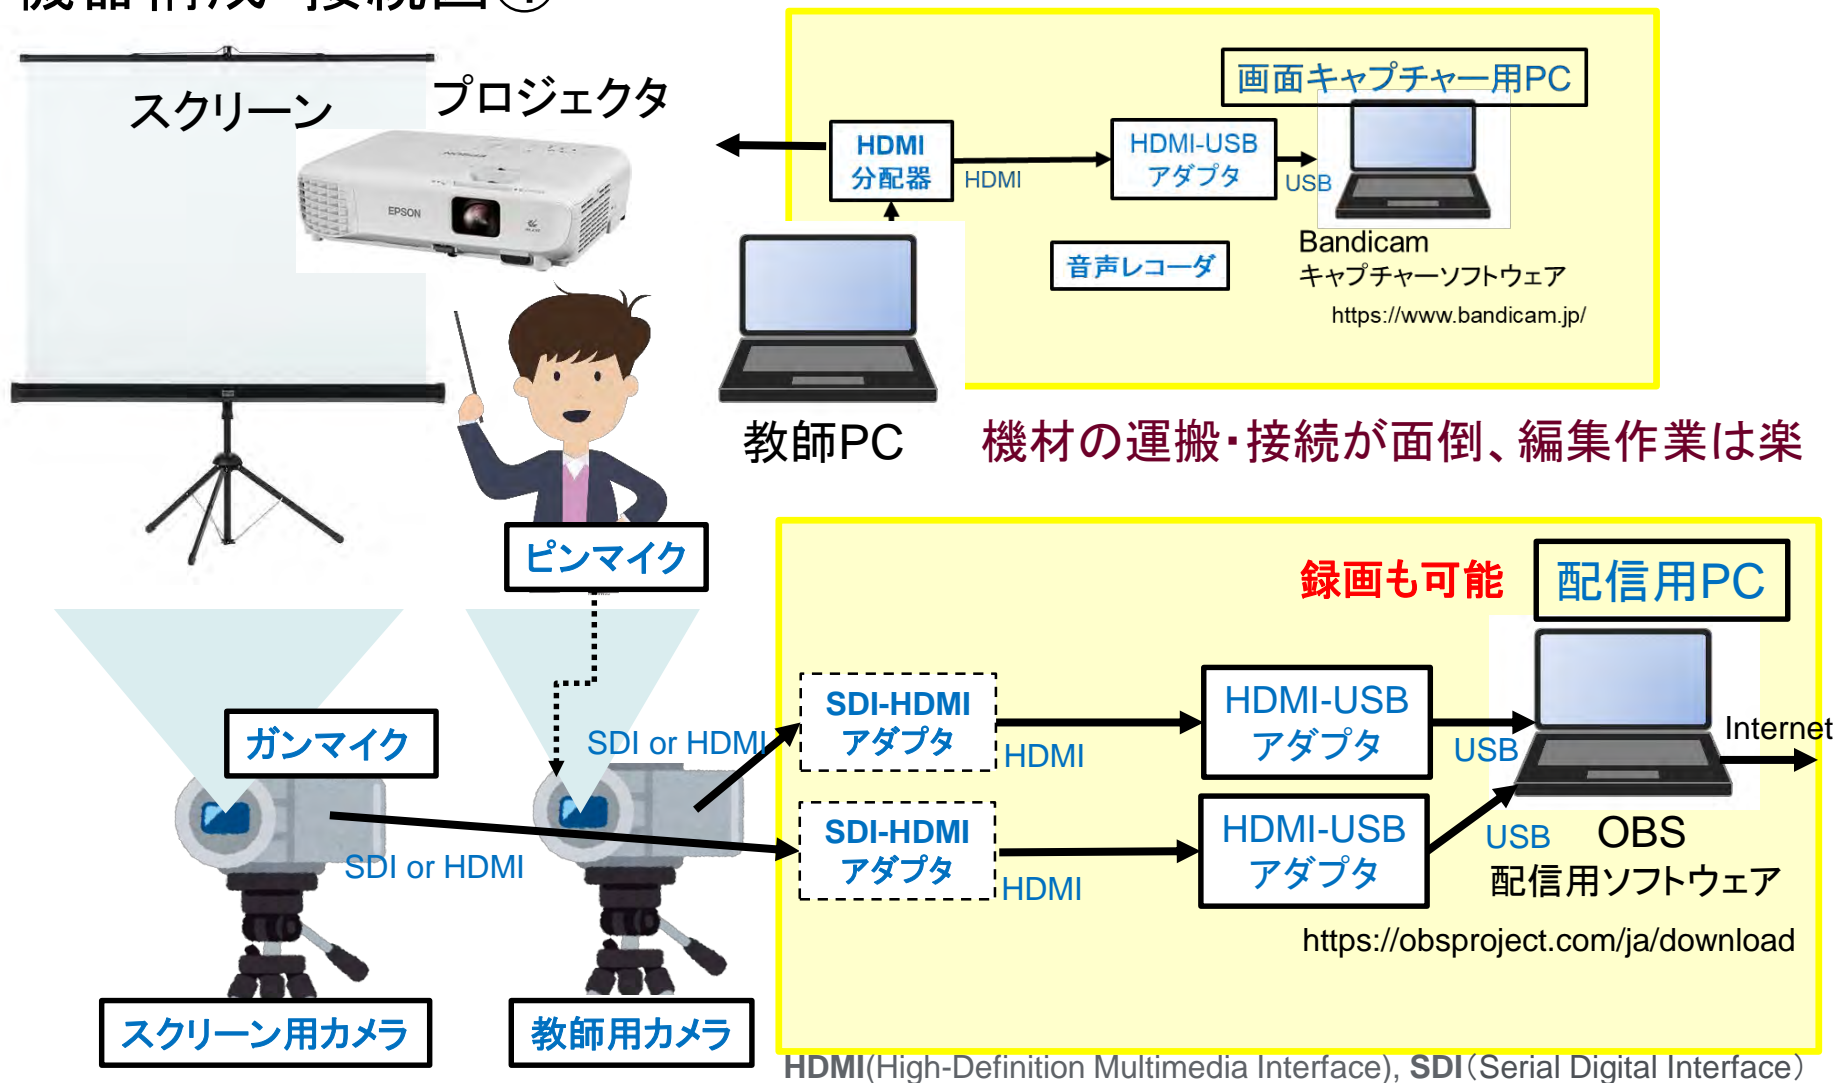 機器構成・接続図④
スクリーン
プロジェクタ
EPSON
画面キャプチャー用PC
HDMI
分配器
HDMI
HDMI-USB
アダプタ
USB
音声レコーダ
Bandicam
キャプチャーソフトウェア
https://www.bandicam.jp/
教師PC
機材の運搬・接続が面倒、編集作業は楽
ピンマイク
録画も可能
配信用PC
ガンマイク
SDI or HDMI
SDI-HDMI
アダプタ
HDMI
HDMI-USB
アダプタ
USB
Internet
SDI or HDMI
SDI-HDMI
アダプタ
HDMI
HDMI-USB
アダプタ
USB
OBS
配信用ソフトウェア
https://obsproject.com/ja/download
スクリーン用カメラ
教師用カメラ
HDMI(High-Definition Multimedia Interface), SDI（Serial Digital Interface）